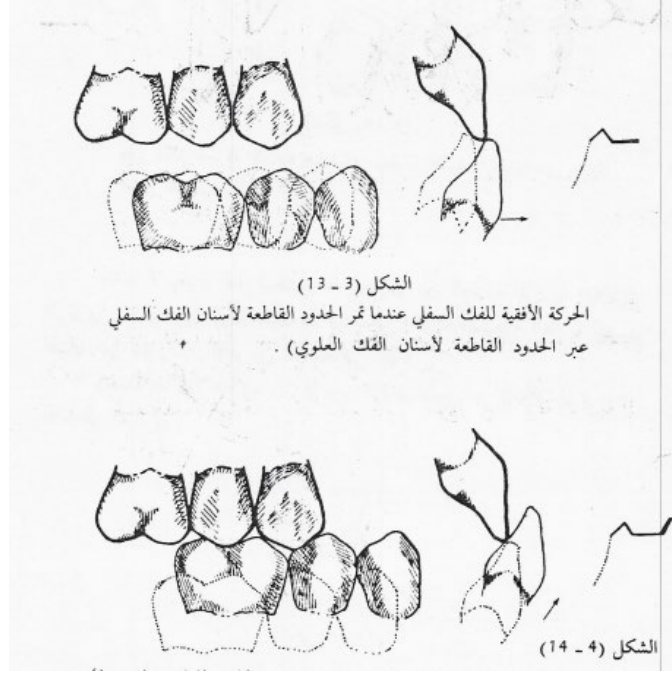 الشكل (3 ـ 13)
الحركة الأفقية للفك السفلي عندما تمر الحدود القاطعة لأسنان الفك السفلي
عبر الحدود القاطعة لأسنان الفك العلوي) .
الشكل (4 ـ 14)